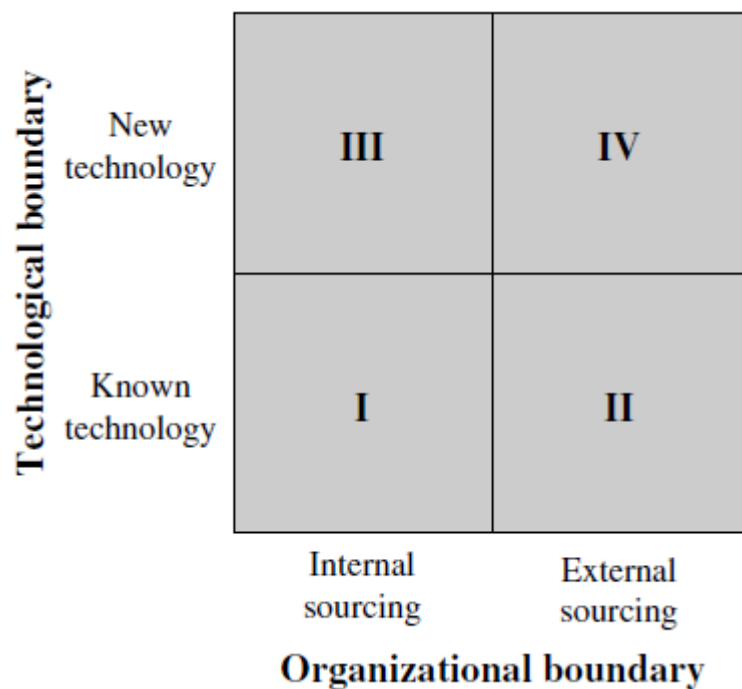 Technological boundary
New
technology
III
IV
Known
technology
I
II
Internal
sourcing
External
sourcing
Organizational boundary